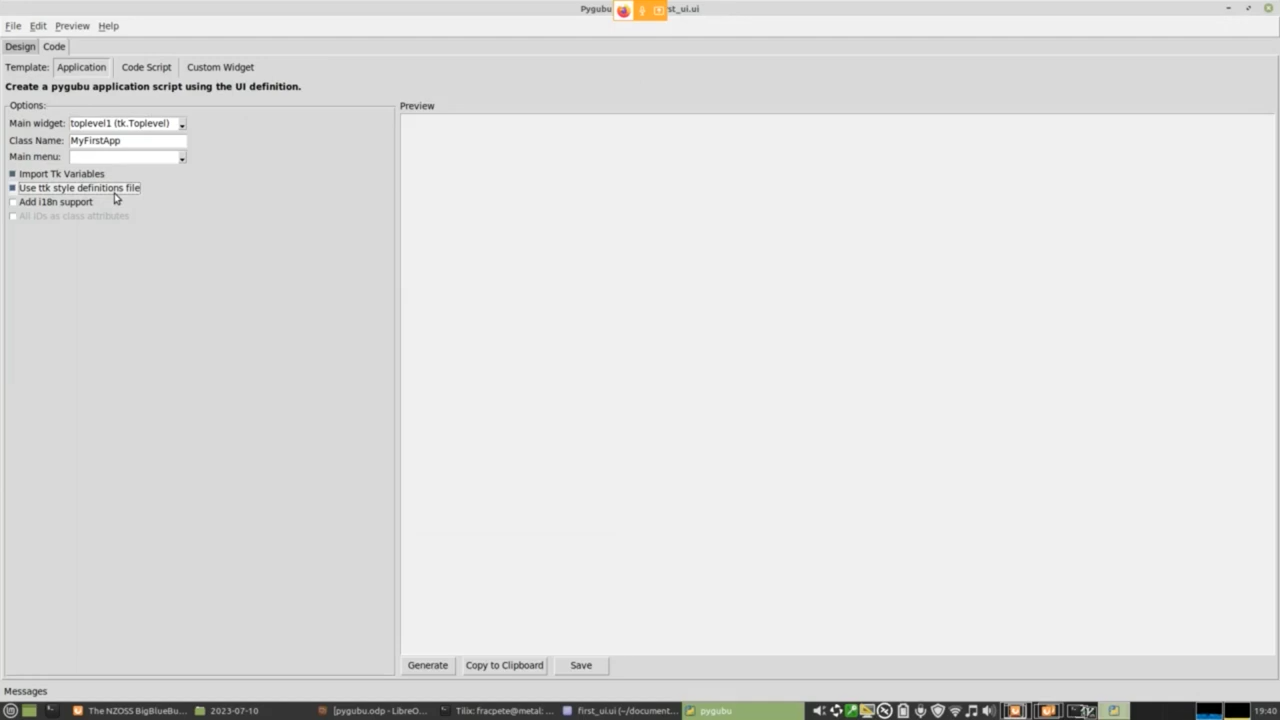 Pygubu st_ui.ui
File Edit Preview Help
Design Code
Template: Application Code Script Custom Widget
Create a pygubu application script using the UI definition.
Options:
Preview
Main widget: toplevel1 (tk.Toplevel)
Class Name: MyFirstApp
Main menu:
Import Tk Variables
Use ttk style definitions file
Add i18n support
All IDs as class attributes
Generate Copy to Clipboard Save
Messages
The NZOSS BigBlueBu... 2023-07-10 [pygubu.odp - LibreO... Tilix: fracpete@metal: ... first_ui.ui (~/document... pygubu 19:40